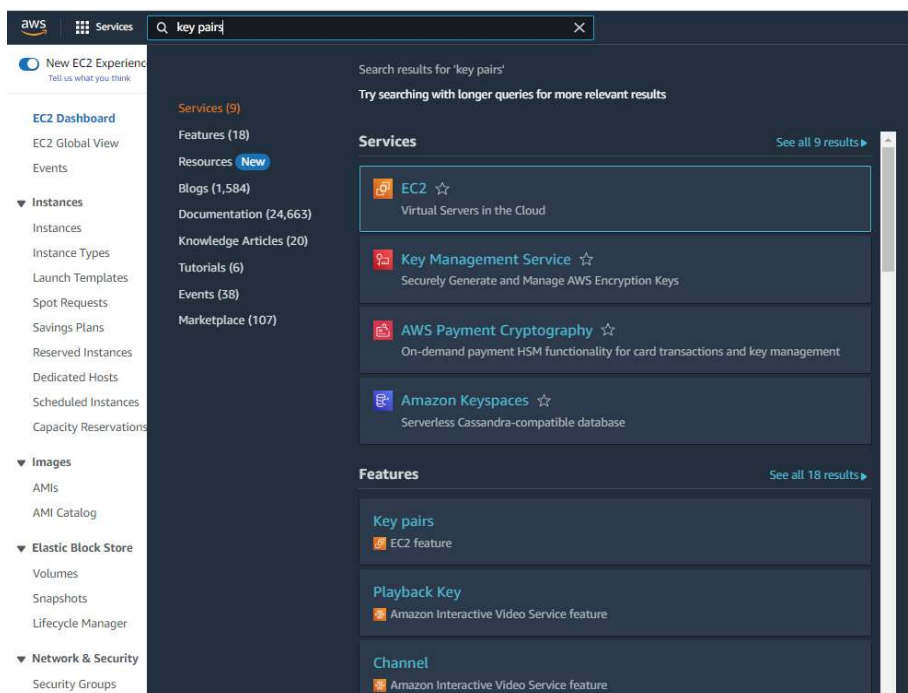 aws
Services
key pairs
New EC2 Experienc
Tell us what you think
EC2 Dashboard
EC2 Global View
Events
Instances
Instances
Instance Types
Launch Templates
Spot Requests
Savings Plans
Reserved Instances
Dedicated Hosts
Scheduled Instances
Capacity Reservations
Images
AMIs
AMI Catalog
Elastic Block Store
Volumes
Snapshots
Lifecycle Manager
Network & Security
Security Groups
Services (9)
Features (18)
Resources New
Blogs (1,584)
Documentation (24,663)
Knowledge Articles (20)
Tutorials (6)
Events (38)
Marketplace (107)
Search results for 'key pairs'
Try searching with longer queries for more relevant results
Services
See all 9 results
EC2
Virtual Servers in the Cloud
Key Management Service
Securely Generate and Manage AWS Encryption Keys
AWS Payment Cryptography
On-demand payment HSM functionality for card transactions and key management
Amazon Keyspaces
Serverless Cassandra-compatible database
Features
See all 18 results
Key pairs
EC2 feature
Playback Key
Amazon Interactive Video Service feature
Channel
Amazon Interactive Video Service feature